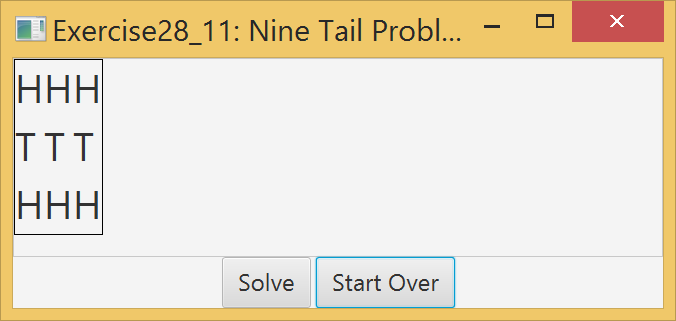 Exercise28_11: Nine Tail Probl...
HHH
T T T
HHH
Solve Start Over